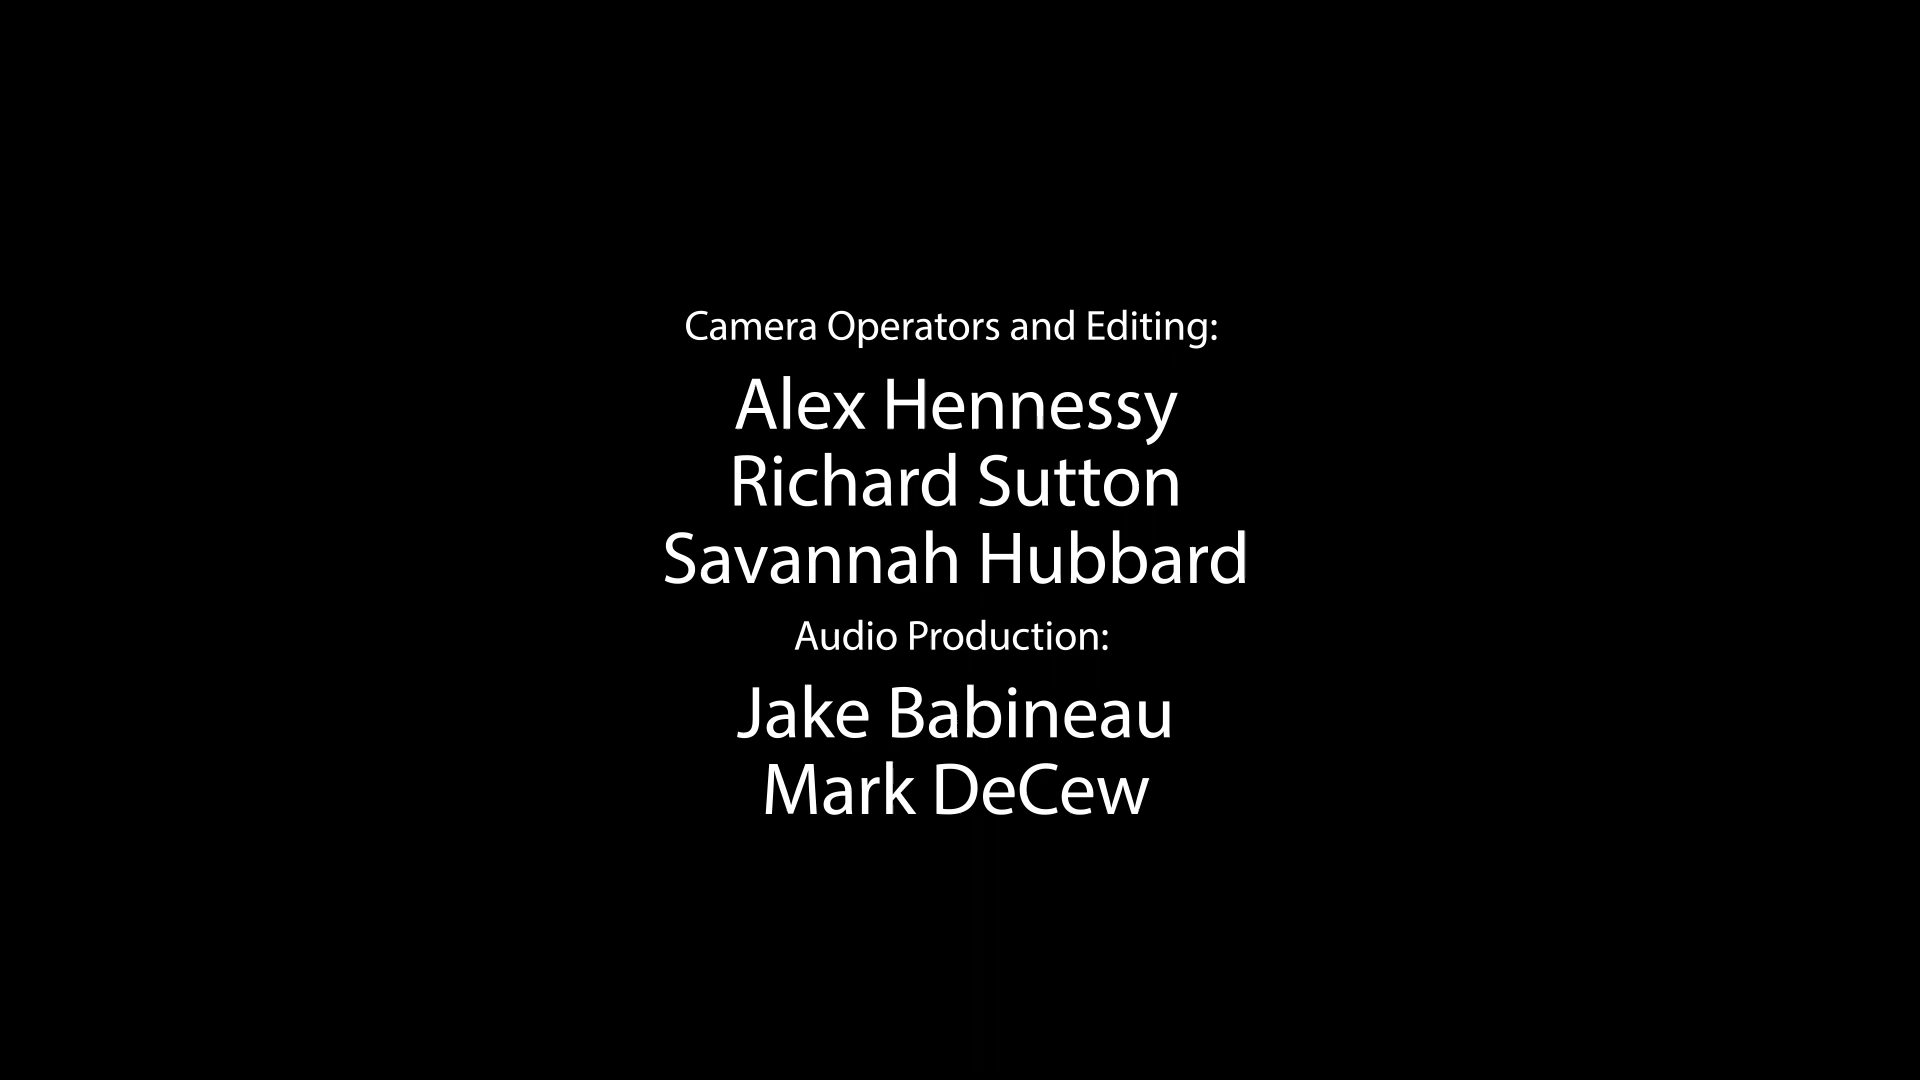 Camera Operators and Editing:
Alex Hennessy
Richard Sutton
Savannah Hubbard
Audio Production:
Jake Babineau
Mark DeCew